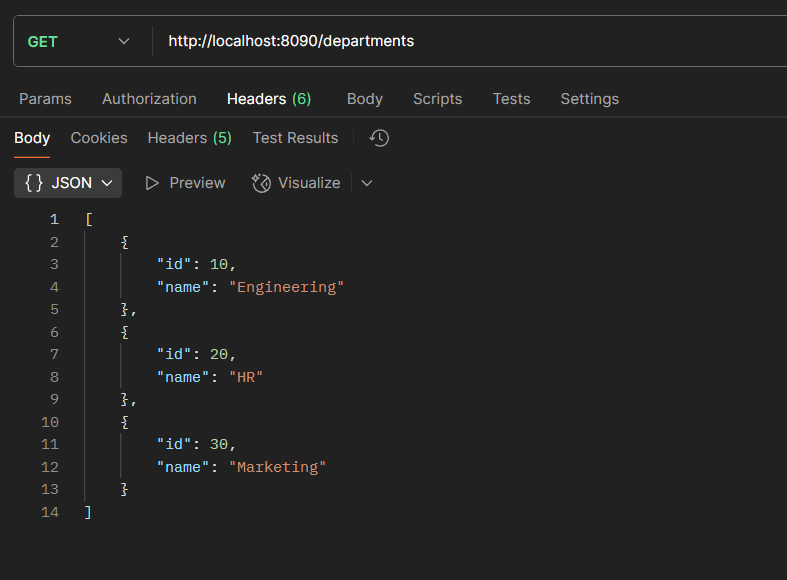 GET http://localhost:8090/departments
Params Authorization Headers (6) Body Scripts Tests Settings
Body Cookies Headers (5) Test Results
{} JSON Preview Visualize
1 [
2 {
3 "id": 10,
4 "name": "Engineering"
5 },
6 {
7 "id": 20,
8 "name": "HR"
9 },
10 {
11 "id": 30,
12 "name": "Marketing"
13 }
14 ]